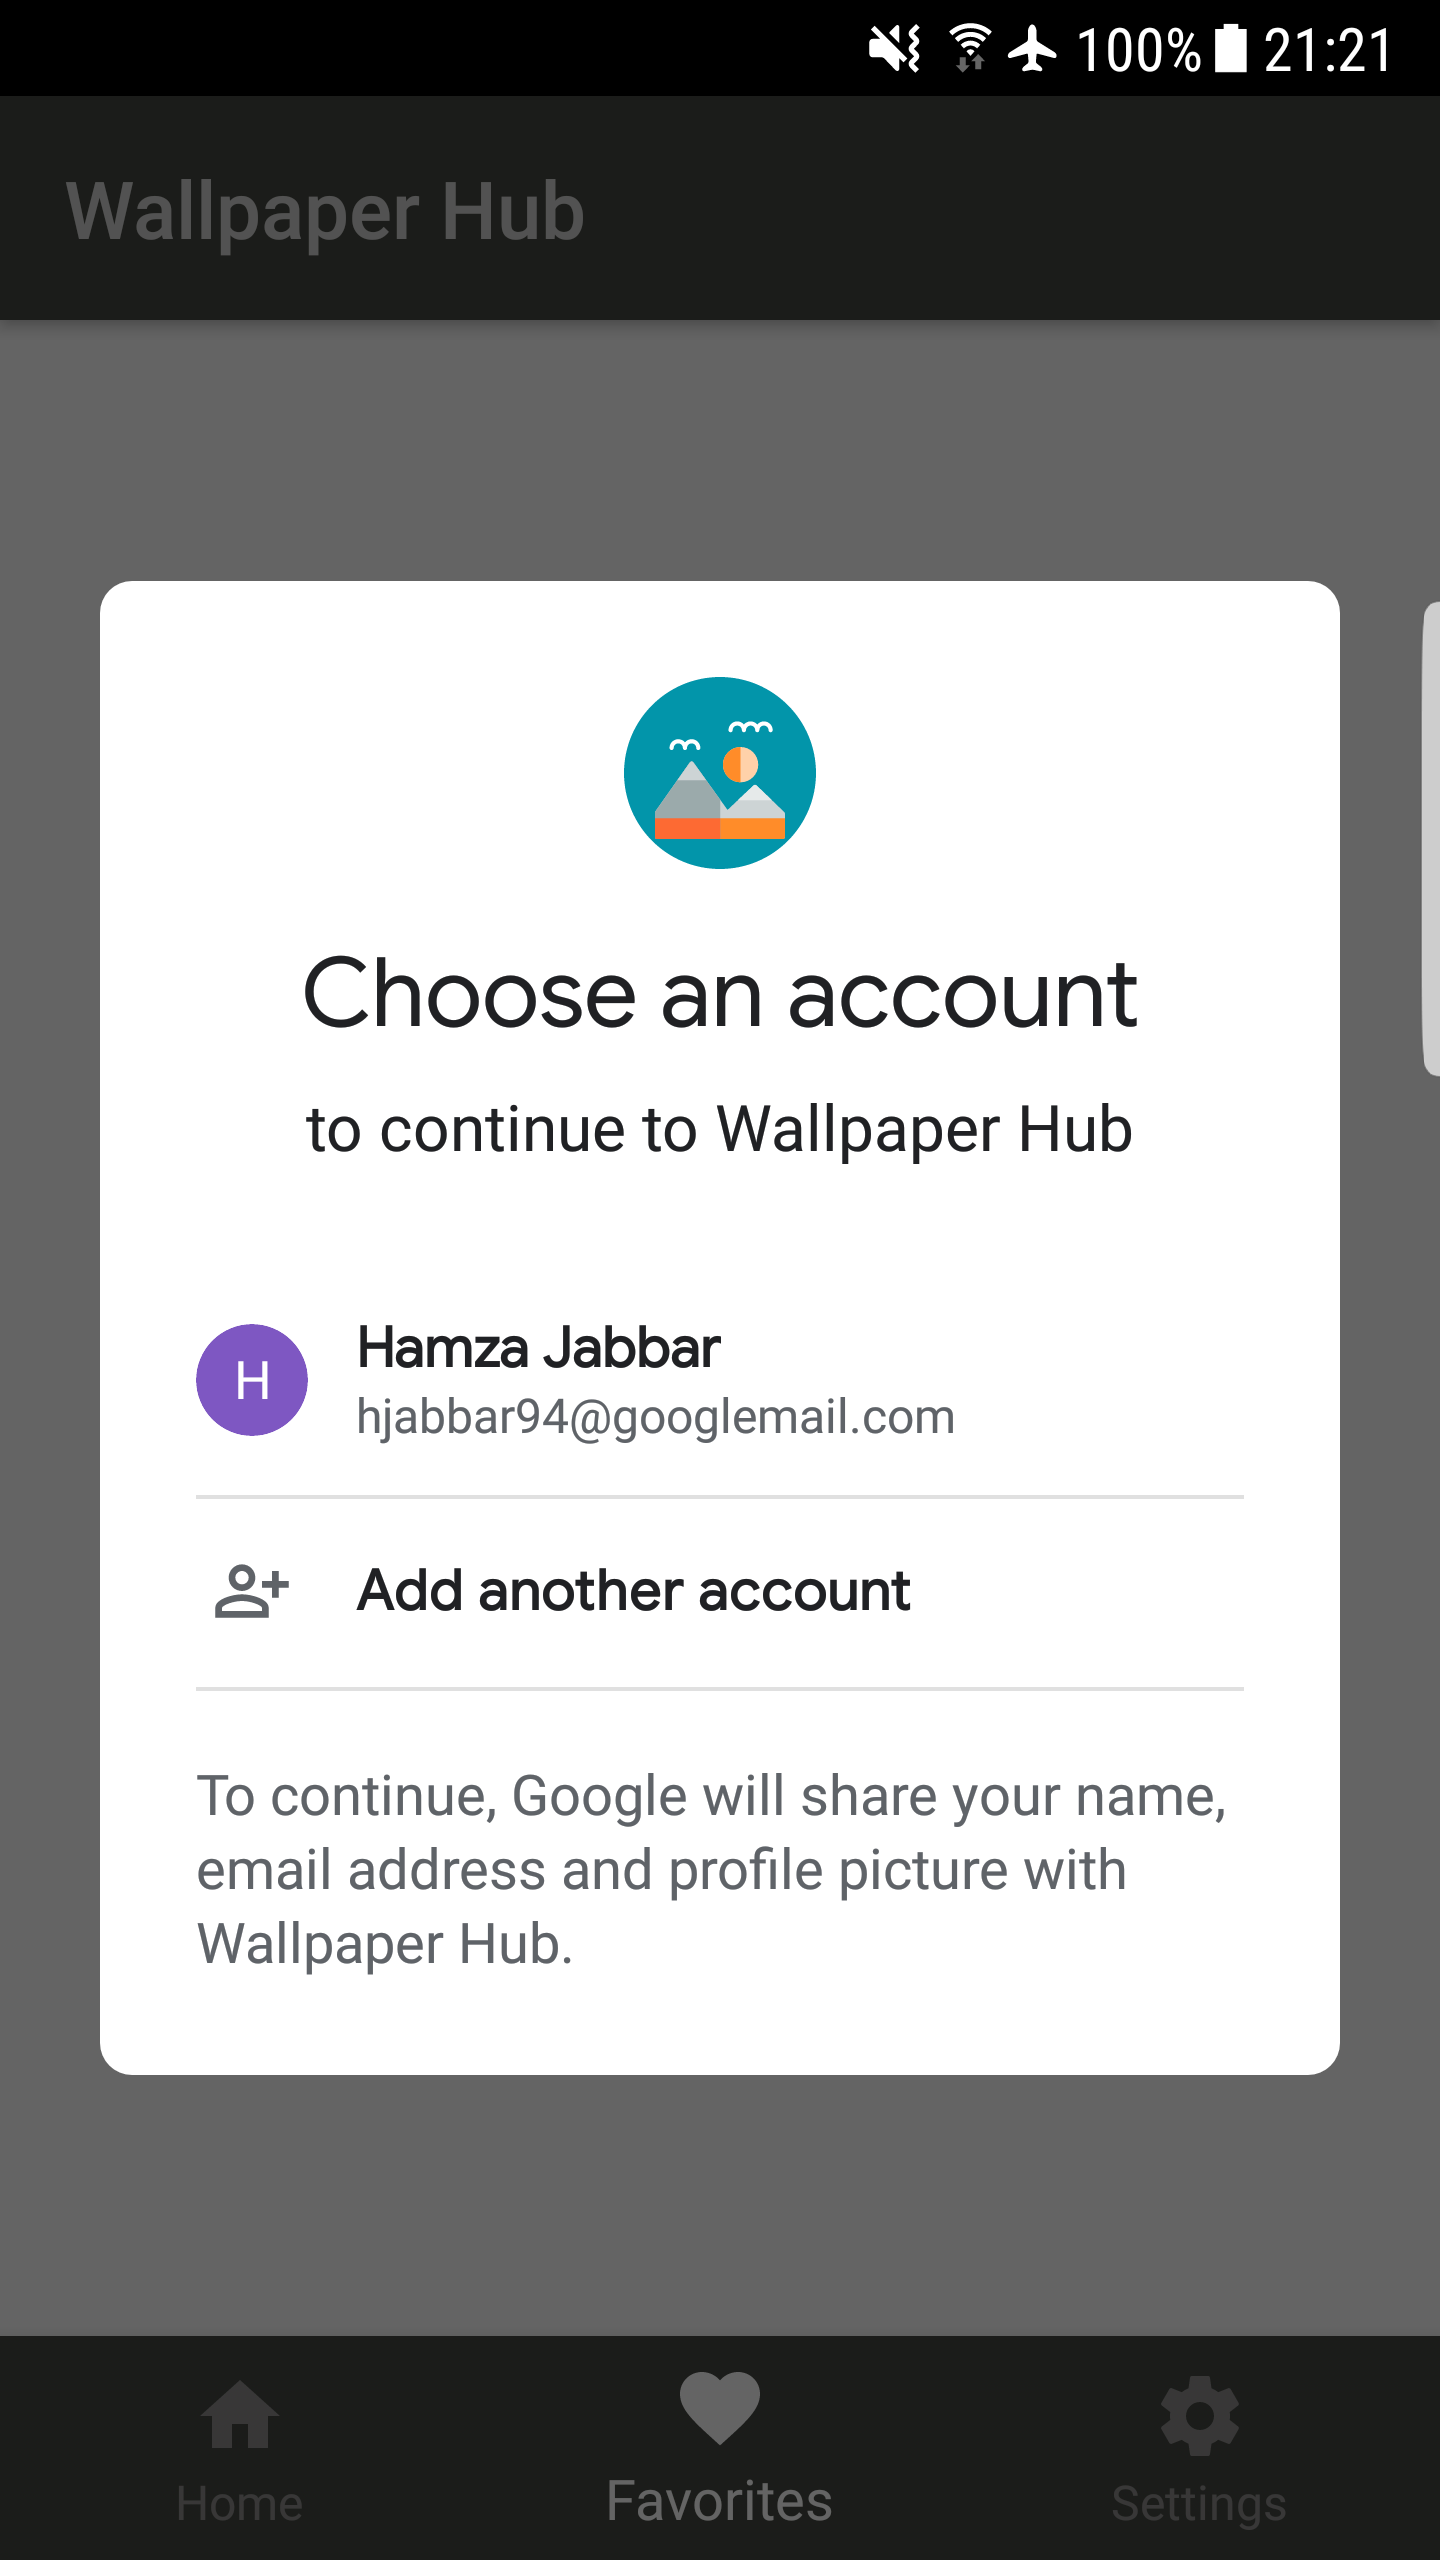 100% 21:21
Wallpaper Hub
Choose an account
to continue to Wallpaper Hub
H
Hamza Jabbar
hjabbar94@googlemail.com
Add another account
To continue, Google will share your name,
email address and profile picture with
Wallpaper Hub.
Home
Favorites
Settings